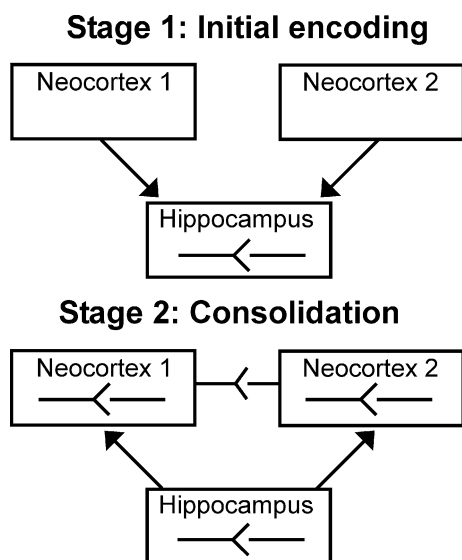 Stage 1: Initial encoding
Neocortex 1
Neocortex 2
Hippocampus
Stage 2: Consolidation
Neocortex 1
Neocortex 2
Hippocampus